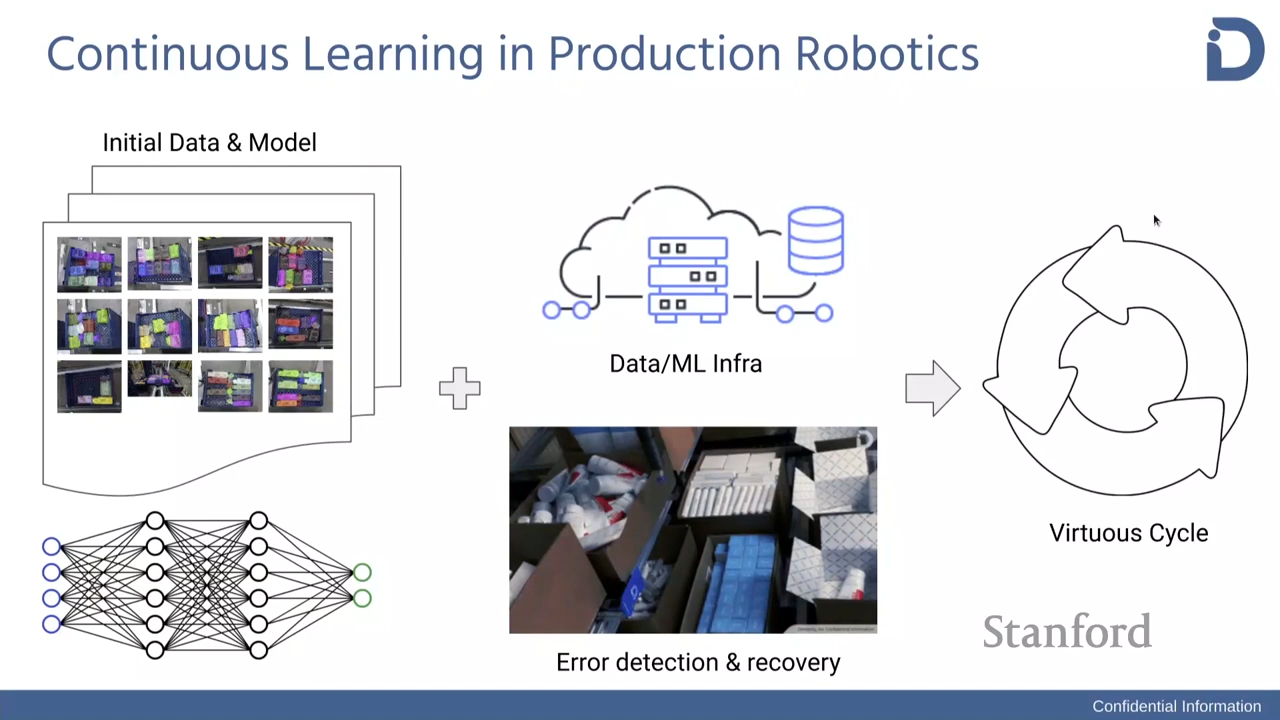 Continuous Learning in Production Robotics
Initial Data & Model
Data/ML Infra
Error detection & recovery
Virtuous Cycle
Stanford
Confidential Information